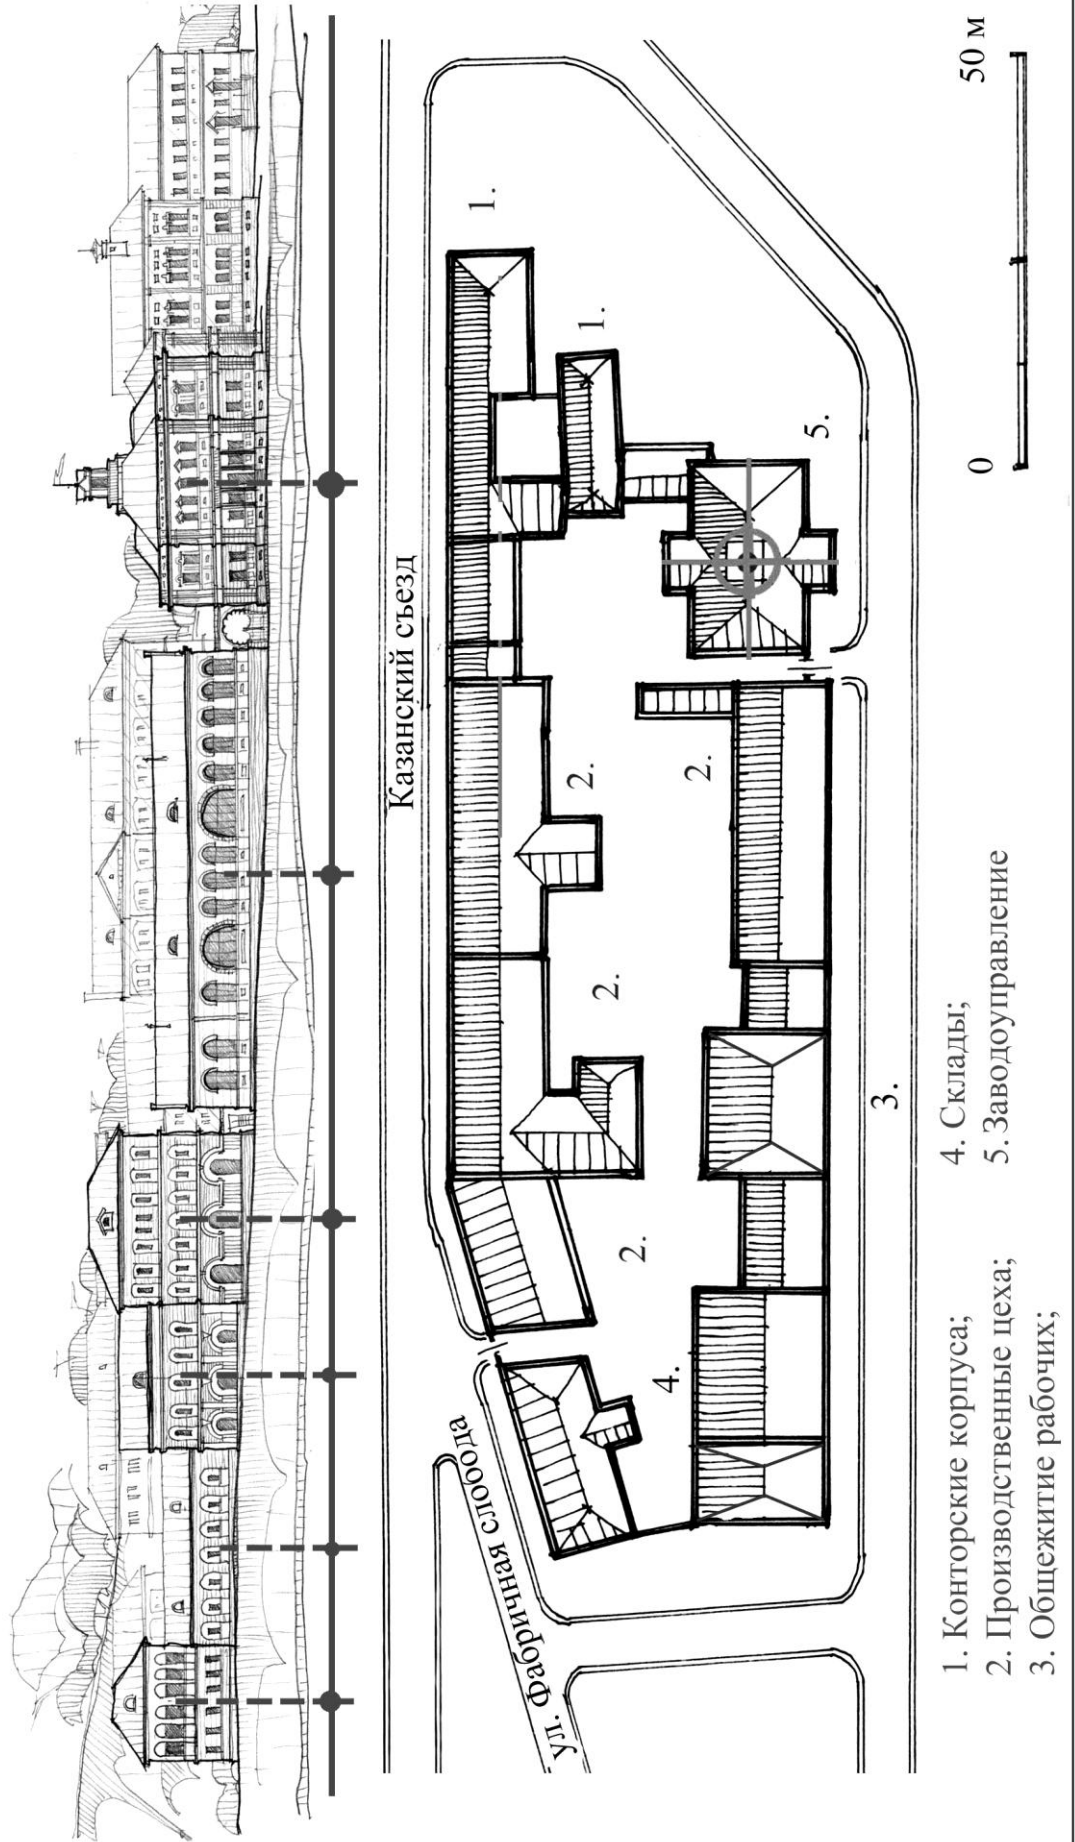 Казанский съезд
ул. Фабричная слобода
1.
1.
2.
2.
2.
4.
2.
5.
3.
1. Конторские корпуса;
2. Производственные цеха;
3. Общежитие рабочих;
4. Склады;
5. Заводоуправление
0 50 м